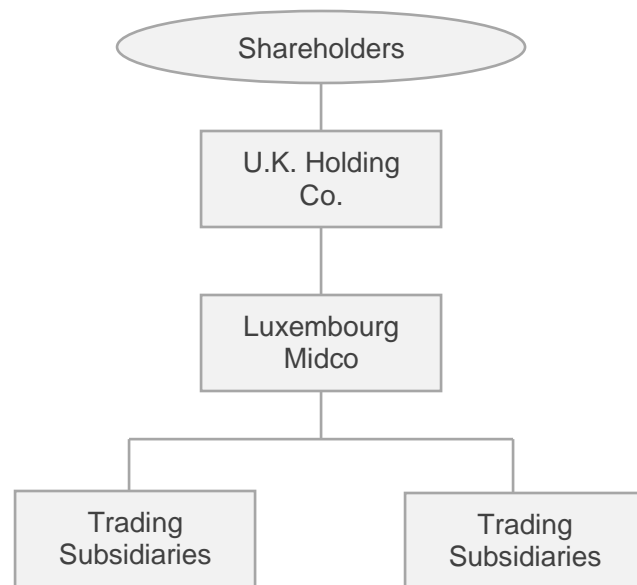 Shareholders
U.K. Holding
Co.
Luxembourg
Midco
Trading
Subsidiaries
Trading
Subsidiaries